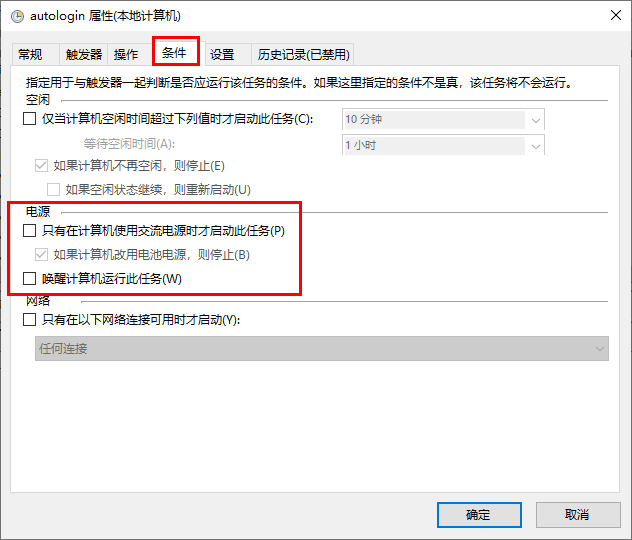 autologin 属性(本地计算机)
常规 触发器 操作 条件 设置 历史记录(已禁用)
指定用于与触发器一起判断是否应运行该任务的条件。如果这里指定的条件不是真，该任务将不会运行。
空闲
仅当计算机空闲时间超过下列值时才启动此任务(C): 10 分钟
等待空闲时间(A): 1 小时
如果计算机不再空闲，则停止(E)
如果空闲状态继续，则重新启动(U)
电源
只有在计算机使用交流电源时才启动此任务(P)
如果计算机改用电池电源，则停止(B)
唤醒计算机运行此任务(W)
网络
只有在以下网络连接可用时才启动(Y):
任何连接
确定 取消